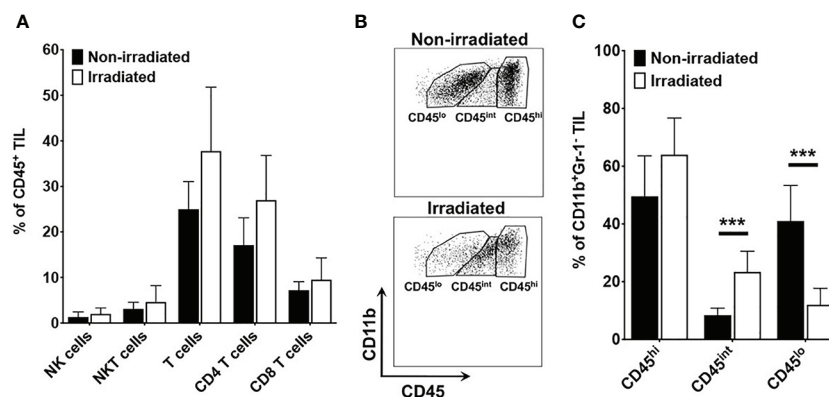 A
% of CD45+ TIL
60
50
40
30
20
10
0
Non-irradiated
Irradiated
NK cells
NKT cells
T cells
CD4 T cells
CD8 T cells
B
Non-irradiated
CD45lo CD45int CD45hi
Irradiated
CD45lo CD45int CD45hi
CD11b
CD45
C
% of CD11b+Gr-1- TIL
100
80
60
40
20
0
Non-irradiated
Irradiated
***
***
CD45hi
CD45int
CD45lo